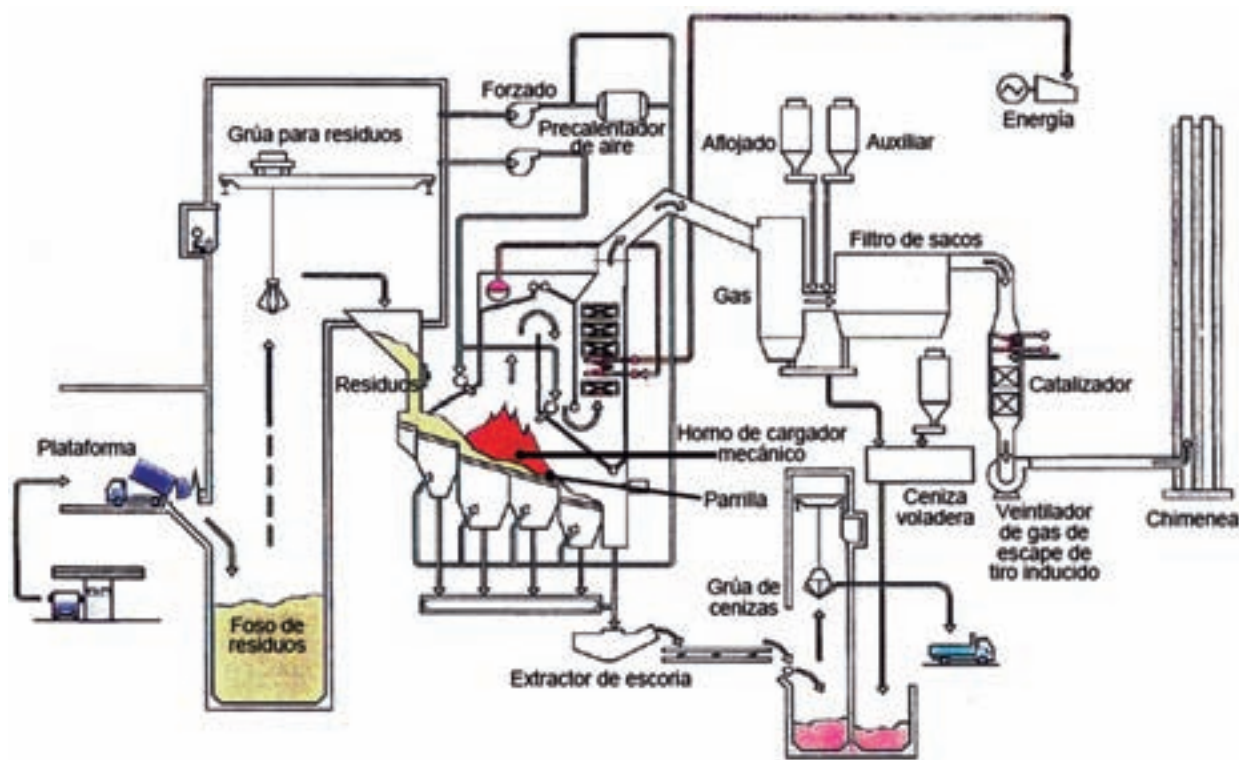 Forzado
Grúa para residuos
Precalentador
de aire
Aflojado
Auxiliar
Energía
Filtro de sacos
Gas
Residuos
Catalizador
Plataforma
Horno de cargador
mecánico
Parrilla
Ceniza
voladera
Veintilador
de gas de
escape de
tiro inducido
Chimenea
Grúa de
cenizas
Foso de
residuos
Extractor de escoria